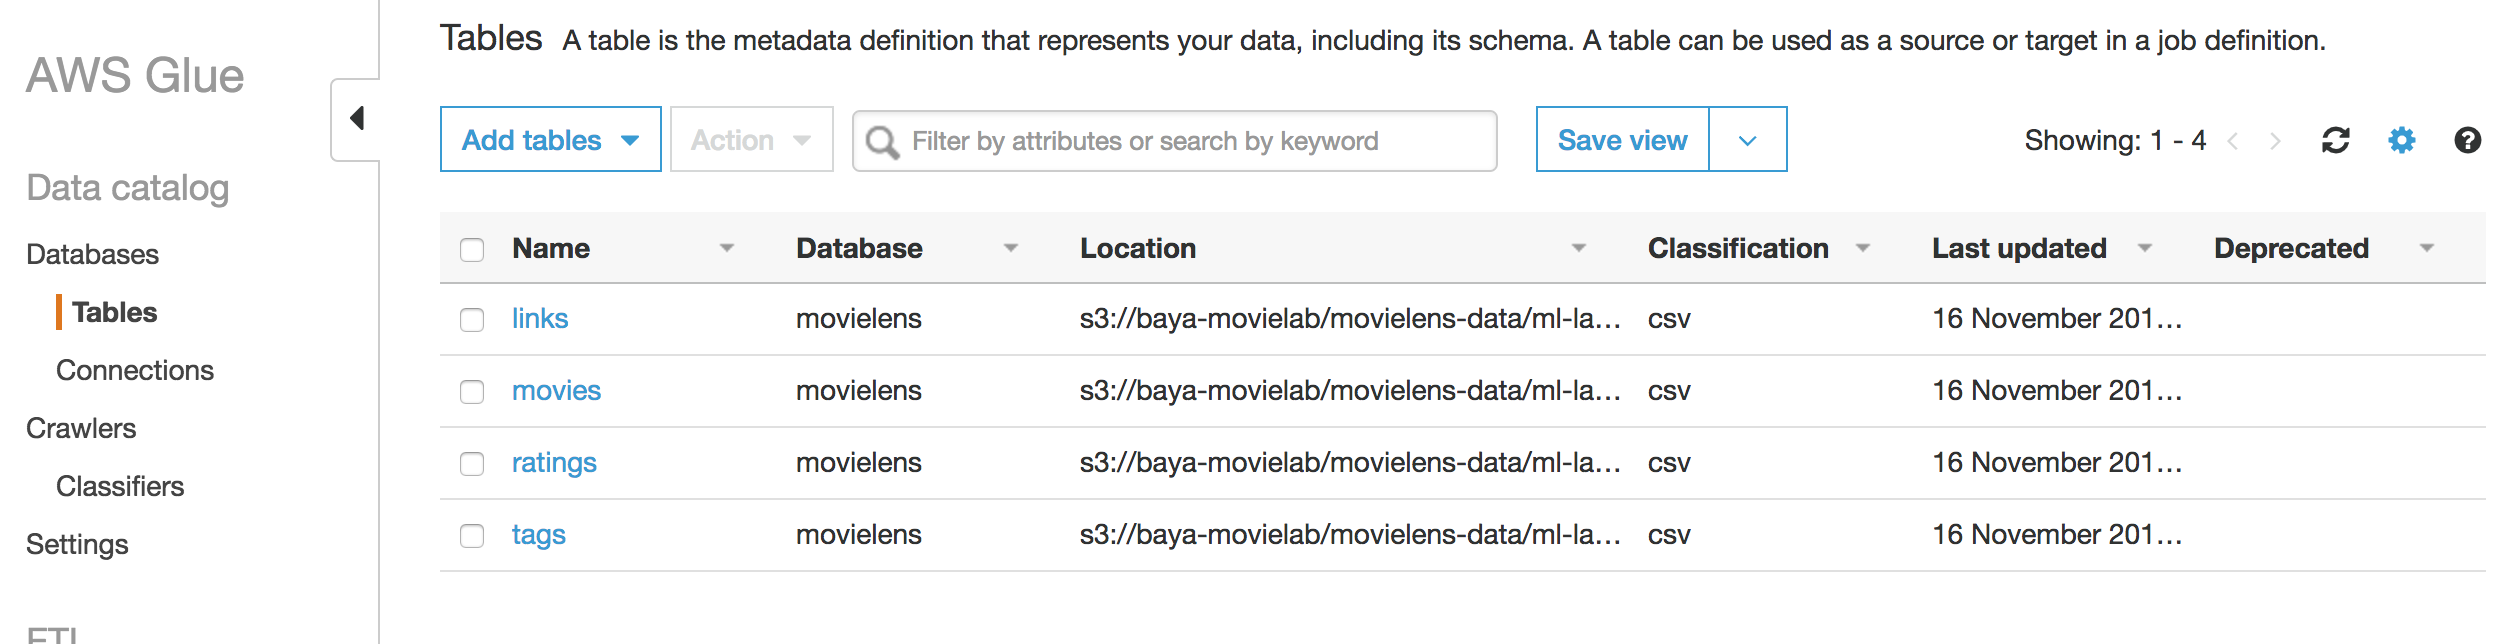 AWS Glue
Data catalog
Databases
Tables
Connections
Crawlers
Classifiers
Settings
ETL
Tables A table is the metadata definition that represents your data, including its schema. A table can be used as a source or target in a job definition.
Add tables Action Filter by attributes or search by keyword Save view Showing: 1 - 4
Name Database Location Classification Last updated Deprecated
links movielens s3://baya-movielab/movielens-data/ml-la... csv 16 November 201...
movies movielens s3://baya-movielab/movielens-data/ml-la... csv 16 November 201...
ratings movielens s3://baya-movielab/movielens-data/ml-la... csv 16 November 201...
tags movielens s3://baya-movielab/movielens-data/ml-la... csv 16 November 201...